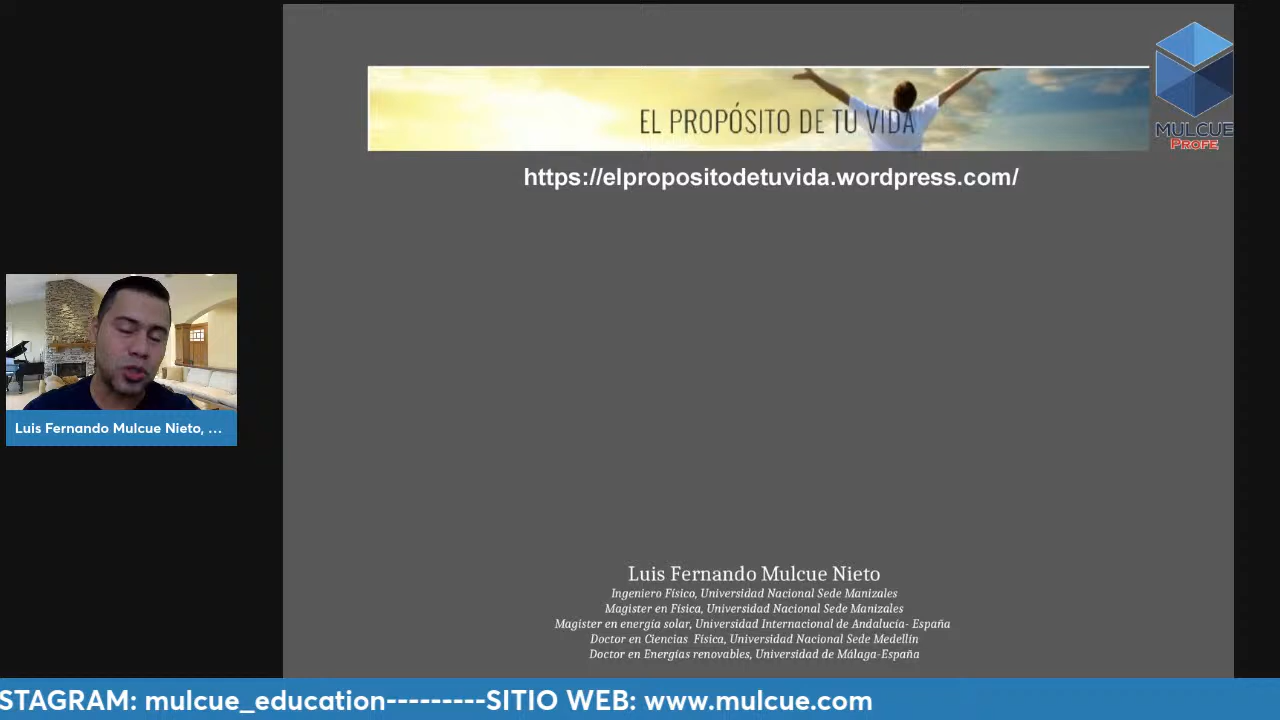 EL PROPÓSITO DE TU VIDA
MULCUE
PROFE
https://elpropositodetuvida.wordpress.com/
Luis Fernando Mulcue Nieto, ...
Luis Fernando Mulcue Nieto
Ingeniero Físico, Universidad Nacional Sede Manizales
Magister en Física, Universidad Nacional Sede Manizales
Magister en energía solar, Universidad Internacional de Andalucía- España
Doctor en Ciencias Física, Universidad Nacional Sede Medellín
Doctor en Energías renovables, Universidad de Málaga-España
STAGRAM: mulcue_education---------SITIO WEB: www.mulcue.com